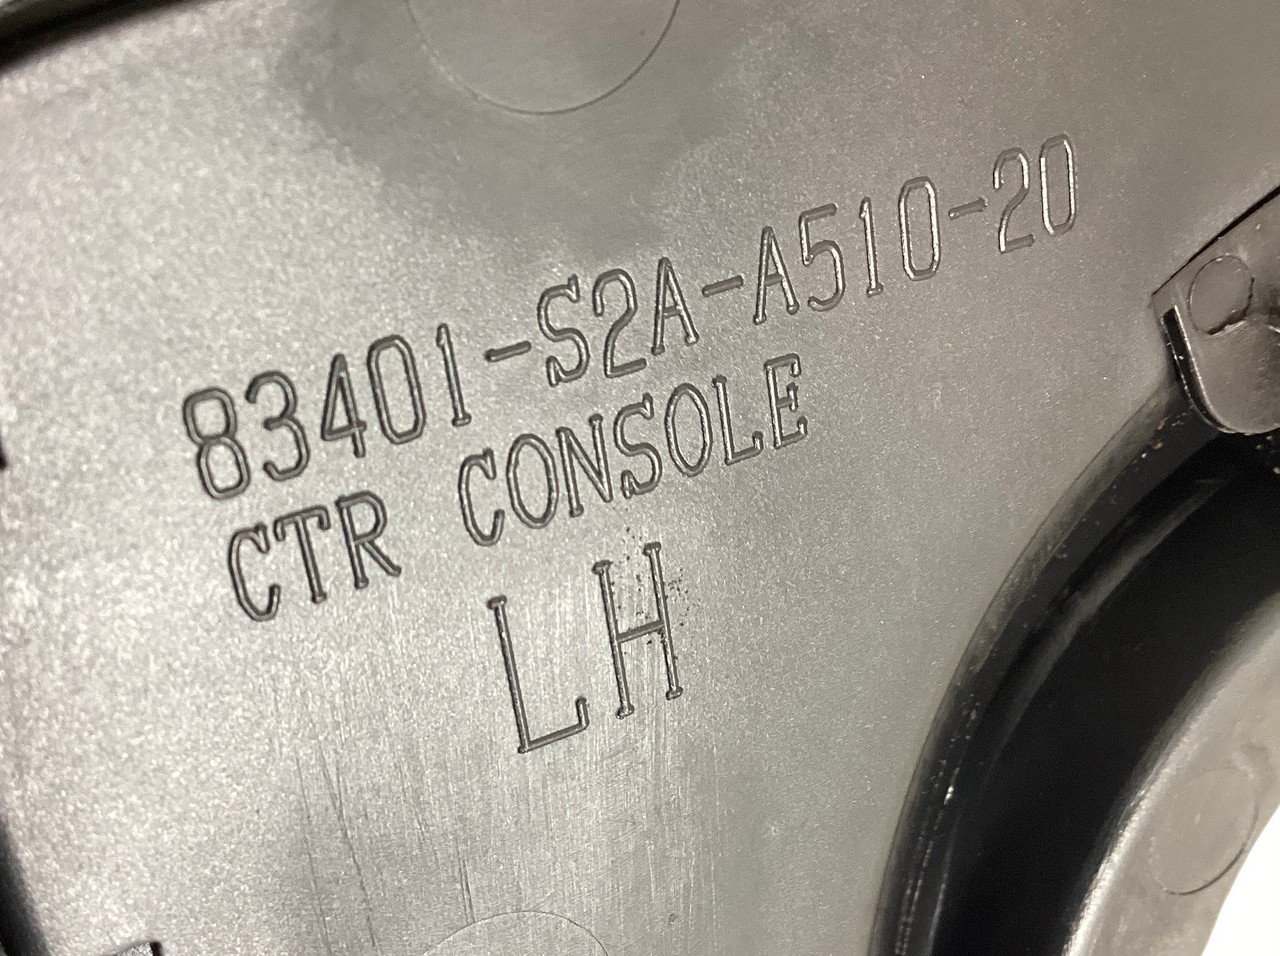 83401-S2A-A510-20
CTR CONSOLE
LH